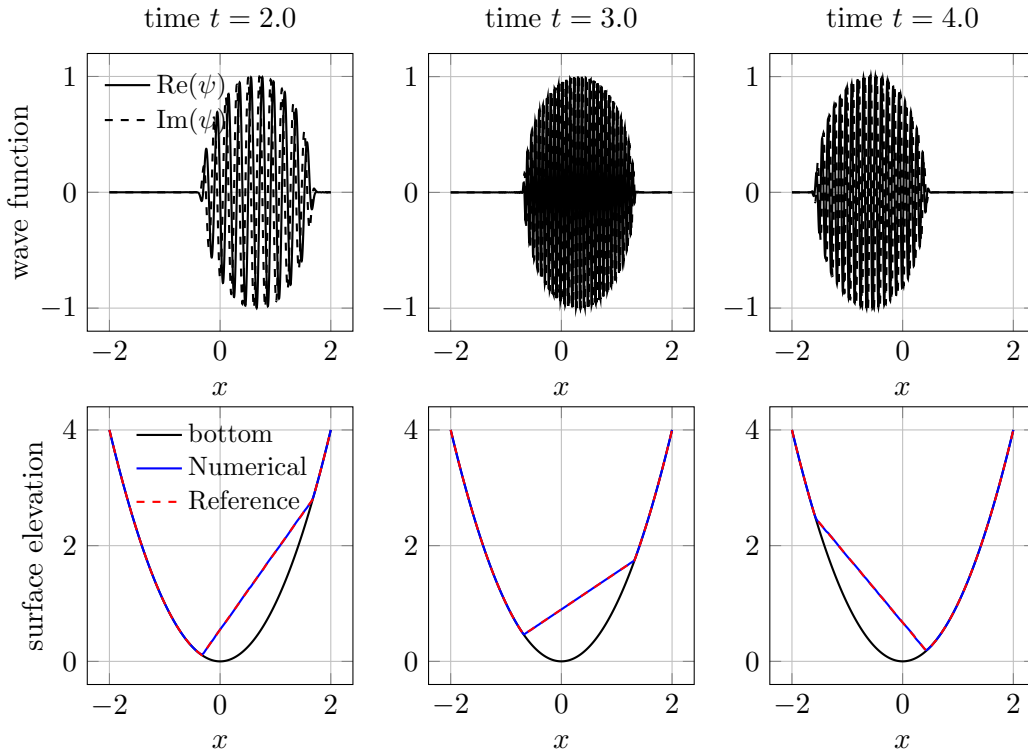 time t = 2.0
time t = 3.0
time t = 4.0
wave function
1
0
−1
Re(ψ)
Im(ψ)
−2 0 2
x
1
0
−1
−2 0 2
x
1
0
−1
−2 0 2
x
surface elevation
4
2
0
bottom
Numerical
Reference
−2 0 2
x
4
2
0
−2 0 2
x
4
2
0
−2 0 2
x